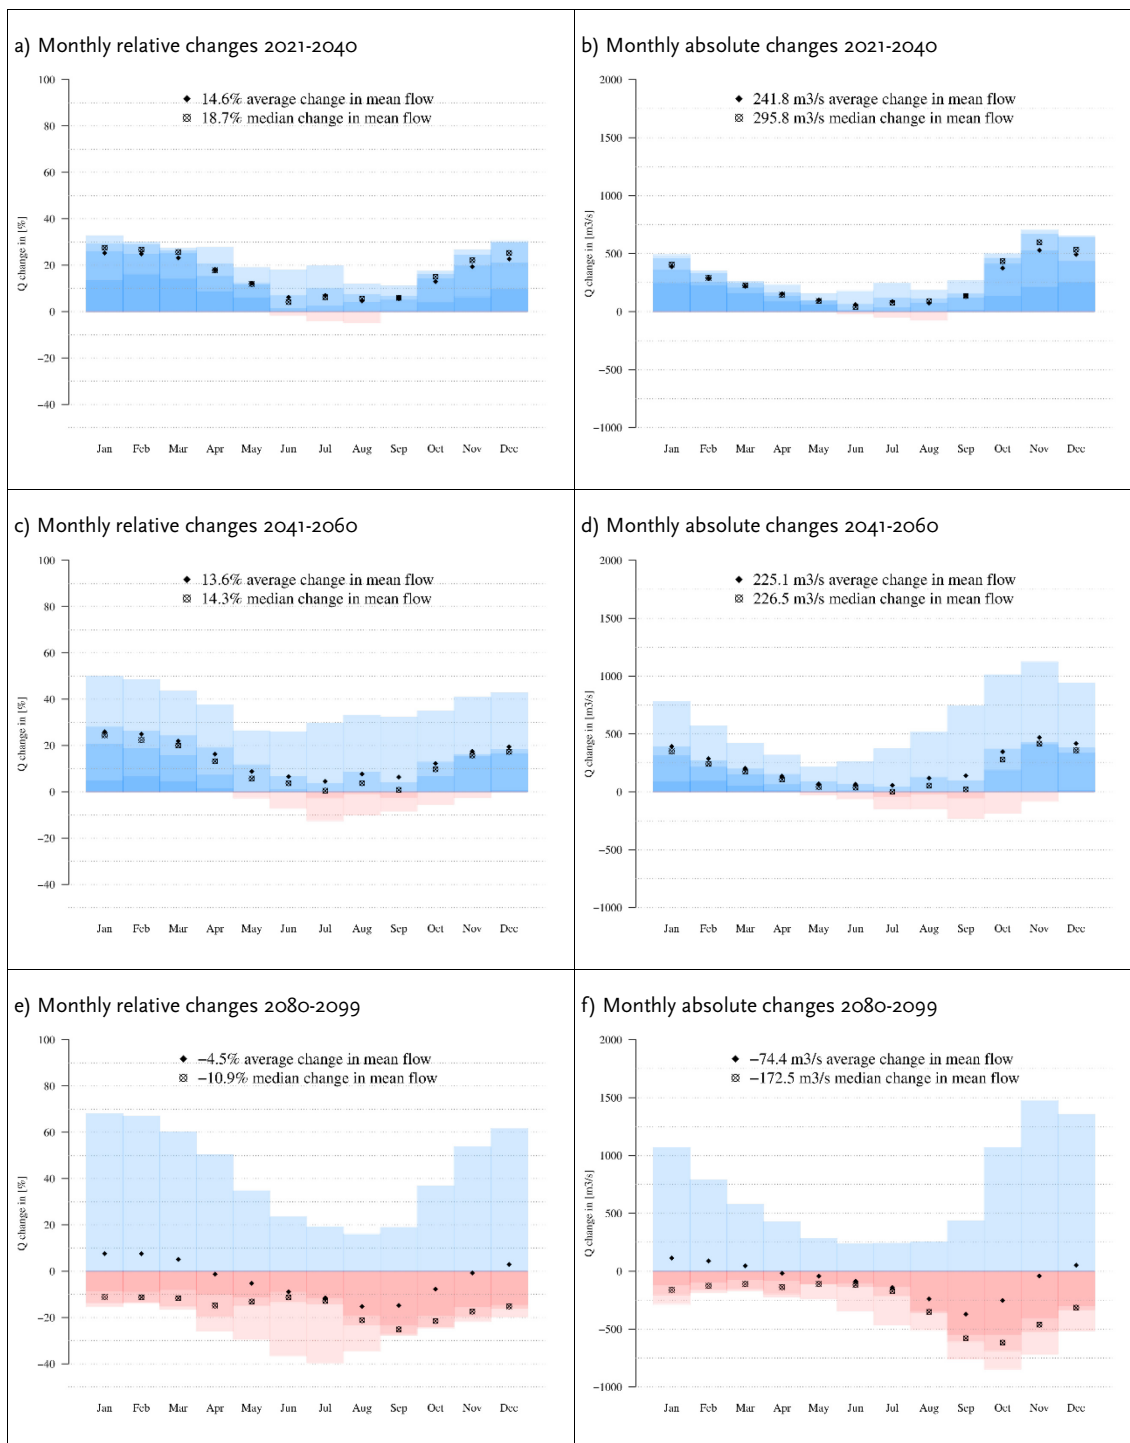 a) Monthly relative changes 2021-2040
100
80
60
40
20
0
−20
−40
Q change in [%]
14.6% average change in mean flow
18.7% median change in mean flow
Jan Feb Mar Apr May Jun Jul Aug Sep Oct Nov Dec
b) Monthly absolute changes 2021-2040
2000
1500
1000
500
0
−500
−1000
Q change in [m3/s]
241.8 m3/s average change in mean flow
295.8 m3/s median change in mean flow
Jan Feb Mar Apr May Jun Jul Aug Sep Oct Nov Dec
c) Monthly relative changes 2041-2060
100
80
60
40
20
0
−20
−40
Q change in [%]
13.6% average change in mean flow
14.3% median change in mean flow
Jan Feb Mar Apr May Jun Jul Aug Sep Oct Nov Dec
d) Monthly absolute changes 2041-2060
2000
1500
1000
500
0
−500
−1000
Q change in [m3/s]
225.1 m3/s average change in mean flow
226.5 m3/s median change in mean flow
Jan Feb Mar Apr May Jun Jul Aug Sep Oct Nov Dec
e) Monthly relative changes 2080-2099
100
80
60
40
20
0
−20
−40
Q change in [%]
−4.5% average change in mean flow
−10.9% median change in mean flow
Jan Feb Mar Apr May Jun Jul Aug Sep Oct Nov Dec
f) Monthly absolute changes 2080-2099
2000
1500
1000
500
0
−500
−1000
Q change in [m3/s]
−74.4 m3/s average change in mean flow
−172.5 m3/s median change in mean flow
Jan Feb Mar Apr May Jun Jul Aug Sep Oct Nov Dec